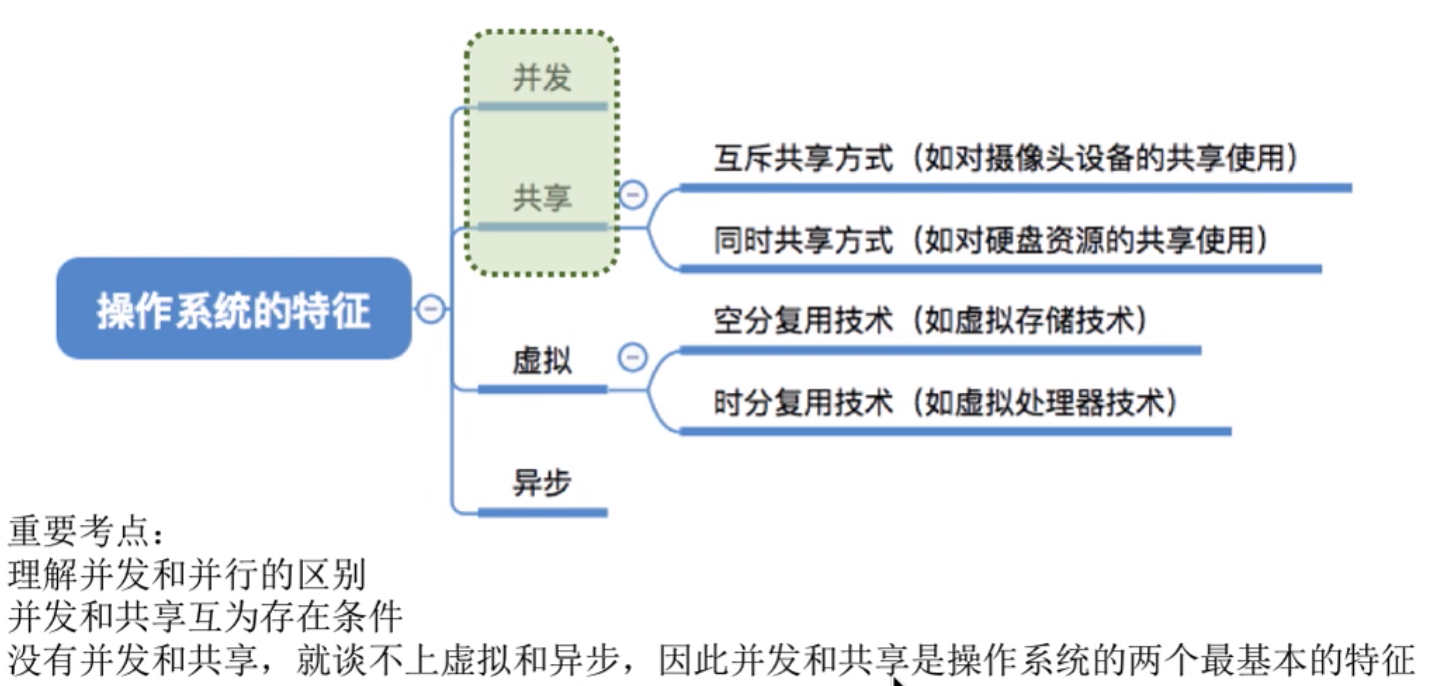 操作系统的特征
并发
共享
互斥共享方式（如对摄像头设备的共享使用）
同时共享方式（如对硬盘资源的共享使用）
虚拟
空分复用技术（如虚拟存储技术）
时分复用技术（如虚拟处理器技术）
异步
重要考点：
理解并发和并行的区别
并发和共享互为存在条件
没有并发和共享，就谈不上虚拟和异步，因此并发和共享是操作系统的两个最基本的特征